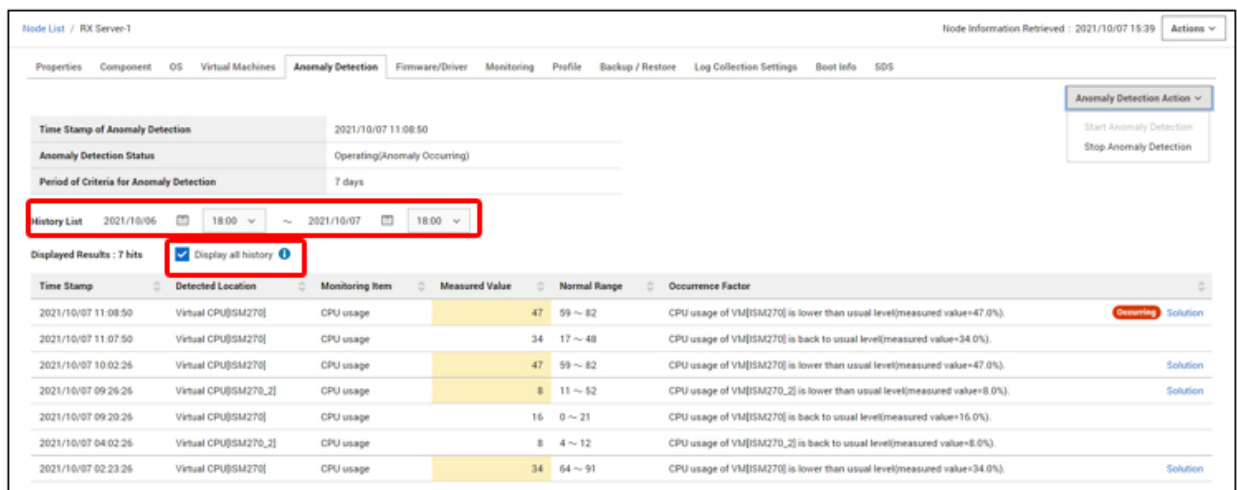 Node List / RX Server-1 Node Information Retrieved : 2021/10/07 15:39 Actions
Properties Component OS Virtual Machines Anomaly Detection Firmware/Driver Monitoring Profile Backup / Restore Log Collection Settings Boot Info SDS
Anomaly Detection Action
Start Anomaly Detection
Stop Anomaly Detection
Time Stamp of Anomaly Detection 2021/10/07 11:08:50
Anomaly Detection Status Operating(Anomaly Occurring)
Period of Criteria for Anomaly Detection 7 days
History List 2021/10/06 18:00 ~ 2021/10/07 18:00
Displayed Results : 7 hits Display all history
Time Stamp Detected Location Monitoring Item Measured Value Normal Range Occurrence Factor
2021/10/07 11:08:50 Virtual CPU[ISM270] CPU usage 47 59 ~ 82 CPU usage of VM[ISM270] is lower than usual level(measured value=47.0%). Occurring Solution
2021/10/07 11:07:50 Virtual CPU[ISM270] CPU usage 34 17 ~ 48 CPU usage of VM[ISM270] is back to usual level(measured value=34.0%).
2021/10/07 10:02:26 Virtual CPU[ISM270] CPU usage 47 59 ~ 82 CPU usage of VM[ISM270] is lower than usual level(measured value=47.0%). Solution
2021/10/07 09:26:26 Virtual CPU[ISM270_2] CPU usage 8 11 ~ 52 CPU usage of VM[ISM270_2] is lower than usual level(measured value=8.0%). Solution
2021/10/07 09:20:26 Virtual CPU[ISM270] CPU usage 16 0 ~ 21 CPU usage of VM[ISM270] is back to usual level(measured value=16.0%).
2021/10/07 04:02:26 Virtual CPU[ISM270_2] CPU usage 8 4 ~ 12 CPU usage of VM[ISM270_2] is back to usual level(measured value=8.0%).
2021/10/07 02:23:26 Virtual CPU[ISM270] CPU usage 34 64 ~ 91 CPU usage of VM[ISM270] is lower than usual level(measured value=34.0%). Solution